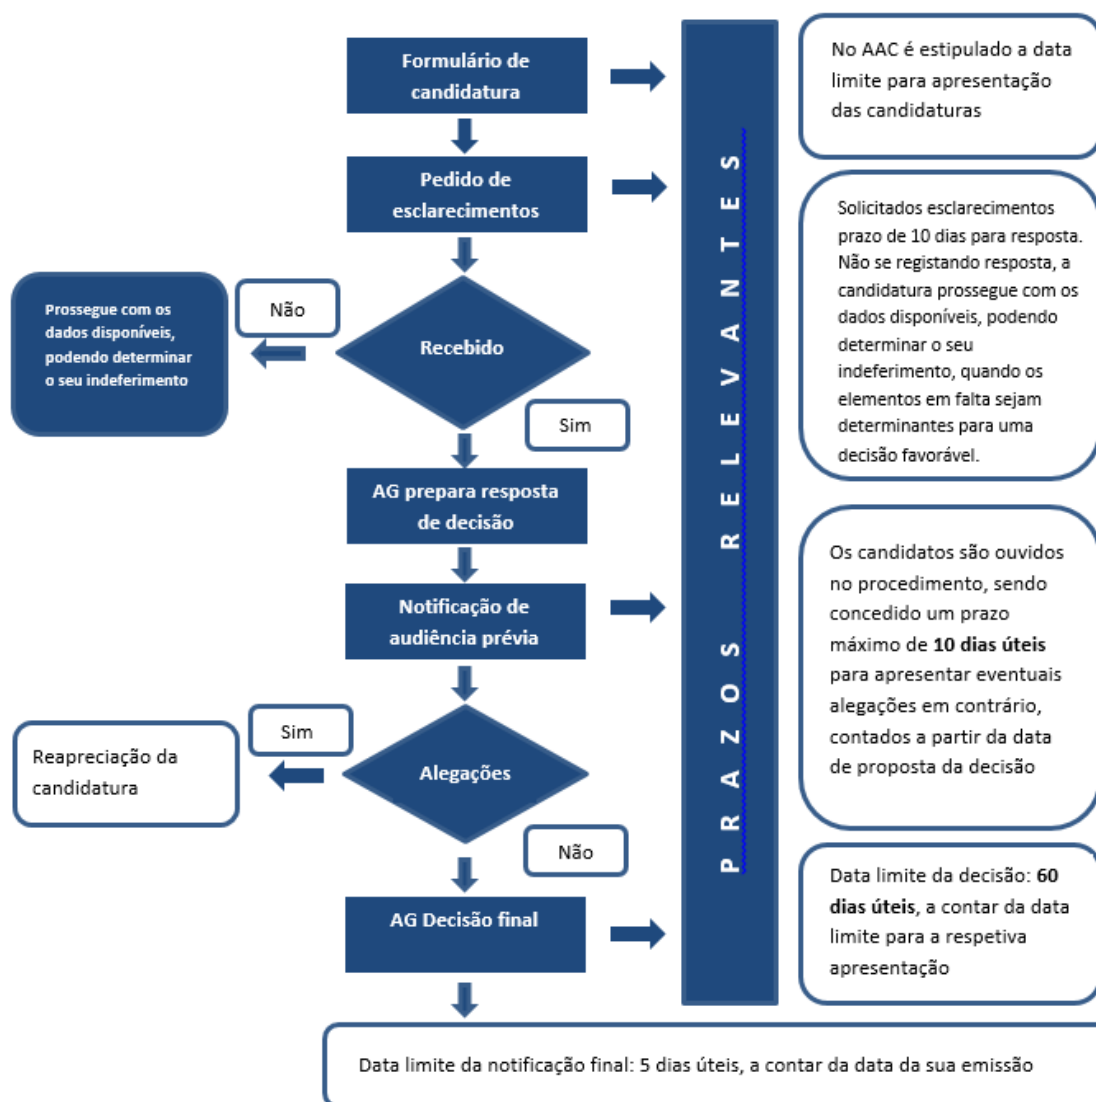 Formulário de
candidatura
No AAC é estipulado a data
limite para apresentação
das candidaturas
Pedido de
esclarecimentos
Solicitados esclarecimentos
prazo de 10 dias para resposta.
Não se registando resposta, a
candidatura prossegue com os
dados disponíveis, podendo
determinar o seu
indeferimento, quando os
elementos em falta sejam
determinantes para uma
decisão favorável.
Recebido
Não
Prossegue com os
dados disponíveis,
podendo determinar
o seu indeferimento
Sim
AG prepara resposta
de decisão
Notificação de
audiência prévia
Os candidatos são ouvidos
no procedimento, sendo
concedido um prazo
máximo de 10 dias úteis
para apresentar eventuais
alegações em contrário,
contados a partir da data
de proposta da decisão
Alegações
Sim
Reapreciação da
candidatura
Não
AG Decisão final
Data limite da decisão: 60
dias úteis, a contar da data
limite para a respetiva
apresentação
PRAZOS RELEVANTES
Data limite da notificação final: 5 dias úteis, a contar da data da sua emissão